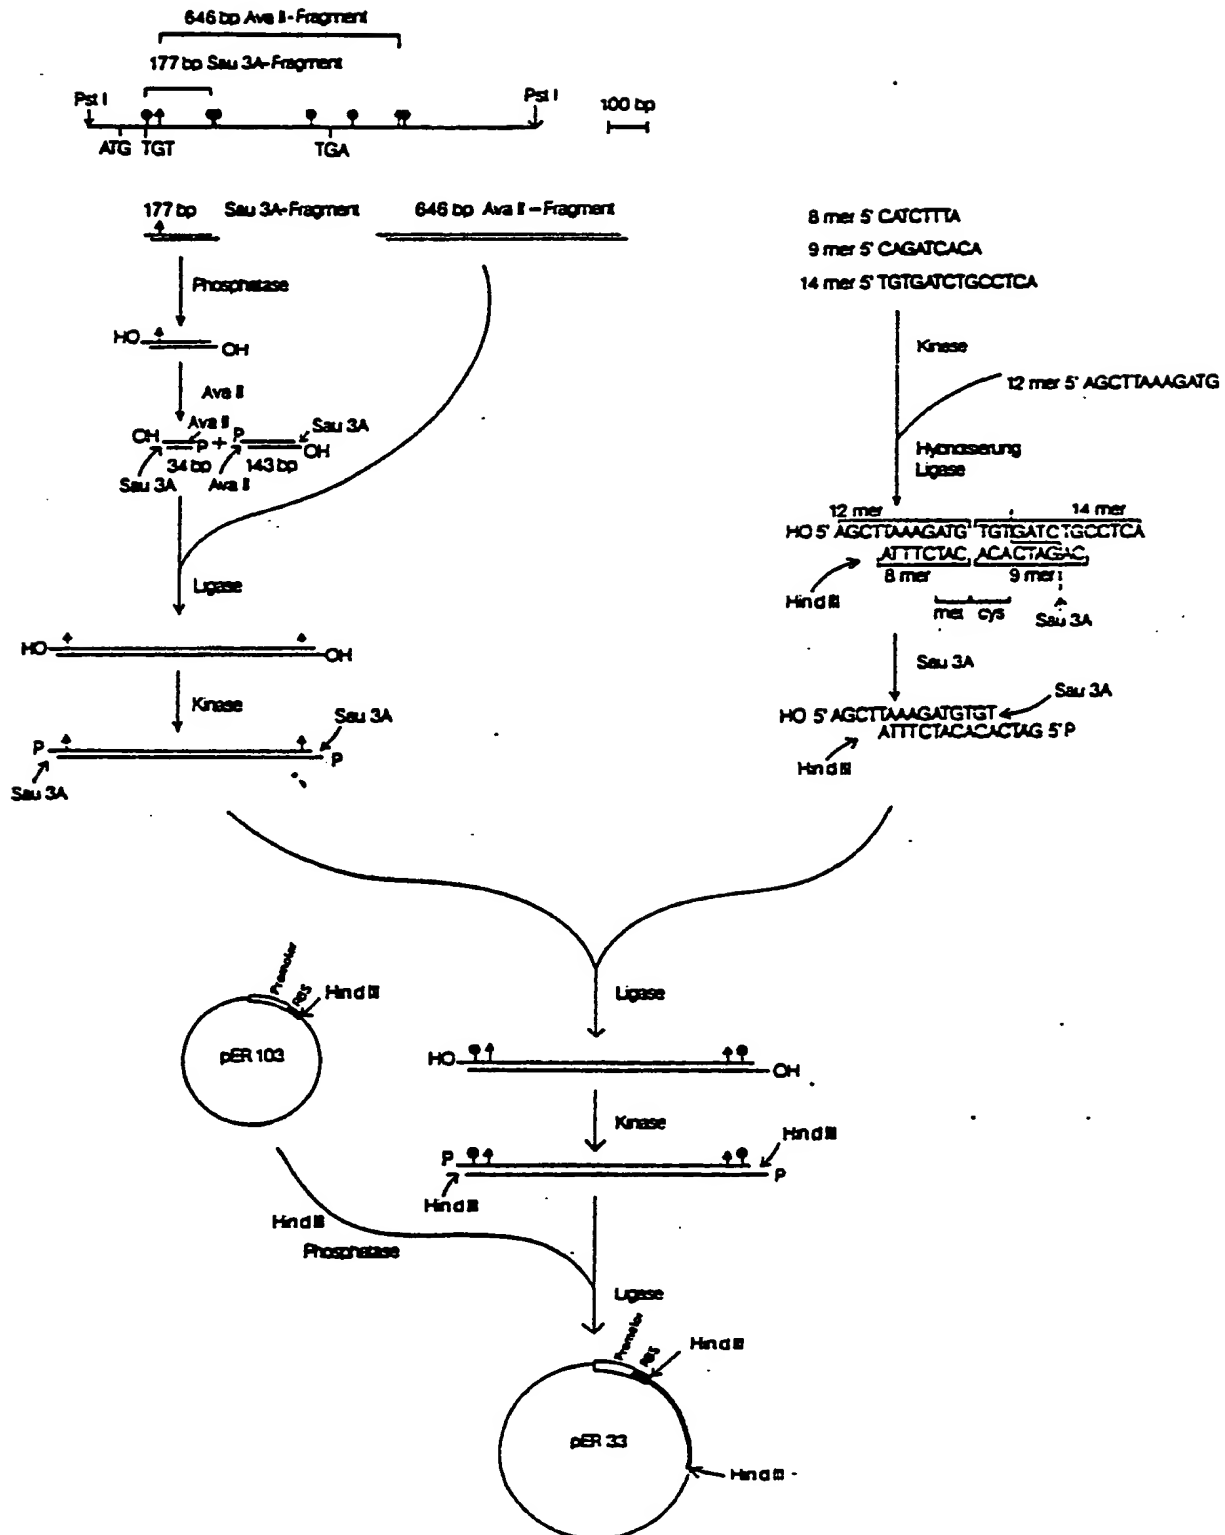 646 bp Ava II-Fragment
177 bp Sau 3A-Fragment
Pst I
Pst I
100 bp
ATG TGT
TGA
177 bp Sau 3A-Fragment
646 bp Ava II-Fragment
8 mer 5' CATCTTTA
9 mer 5' CAGATCACA
14 mer 5' TGTGATCTGCCTCA
Phosphatase
Kinase
HO
OH
12 mer 5' AGCTTAAAGATG
Ava II
Ava II
Sau 3A
OH
P
+
P
OH
34 bp
143 bp
Sau 3A
Ava II
Hybridisierung
Ligase
12 mer
14 mer
HO 5' AGCTTAAAGATG TGTGATCTGCCTCA
ATTTCTAC ACACTAGAC
8 mer
9 mer
Hind III
met cys
Sau 3A
Ligase
HO
OH
Sau 3A
Kinase
Sau 3A
Sau 3A
HO 5' AGCTTAAAGATGTGT
ATTTCTACACACTAG 5' P
P
P
Hind III
Sau 3A
Promoter
RBS
Hind III
Ligase
pER 103
HO
OH
Kinase
Hind III
P
P
Hind III
Hind III
Phosphatase
Ligase
Promoter
RBS
Hind III
pER 33
Hind III